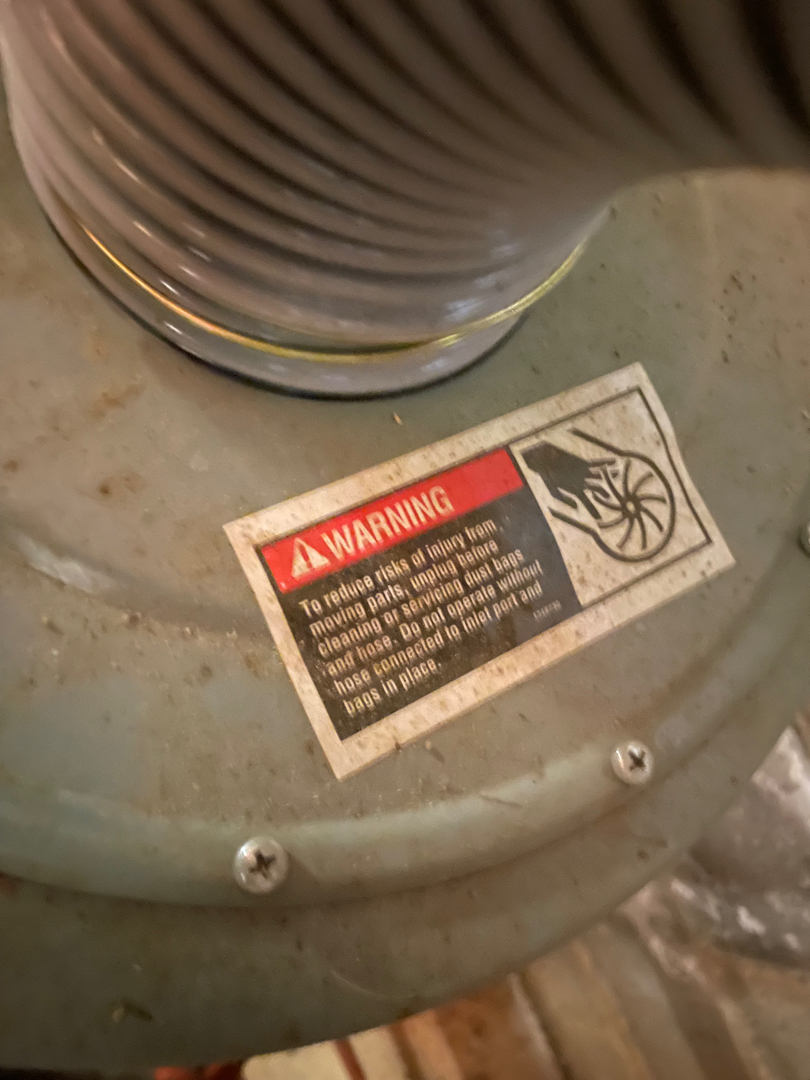 WARNING
To reduce risks of injury from
moving parts, unplug before
cleaning or servicing dust bags
and hose. Do not operate without
hose connected to inlet port and
bags in place.